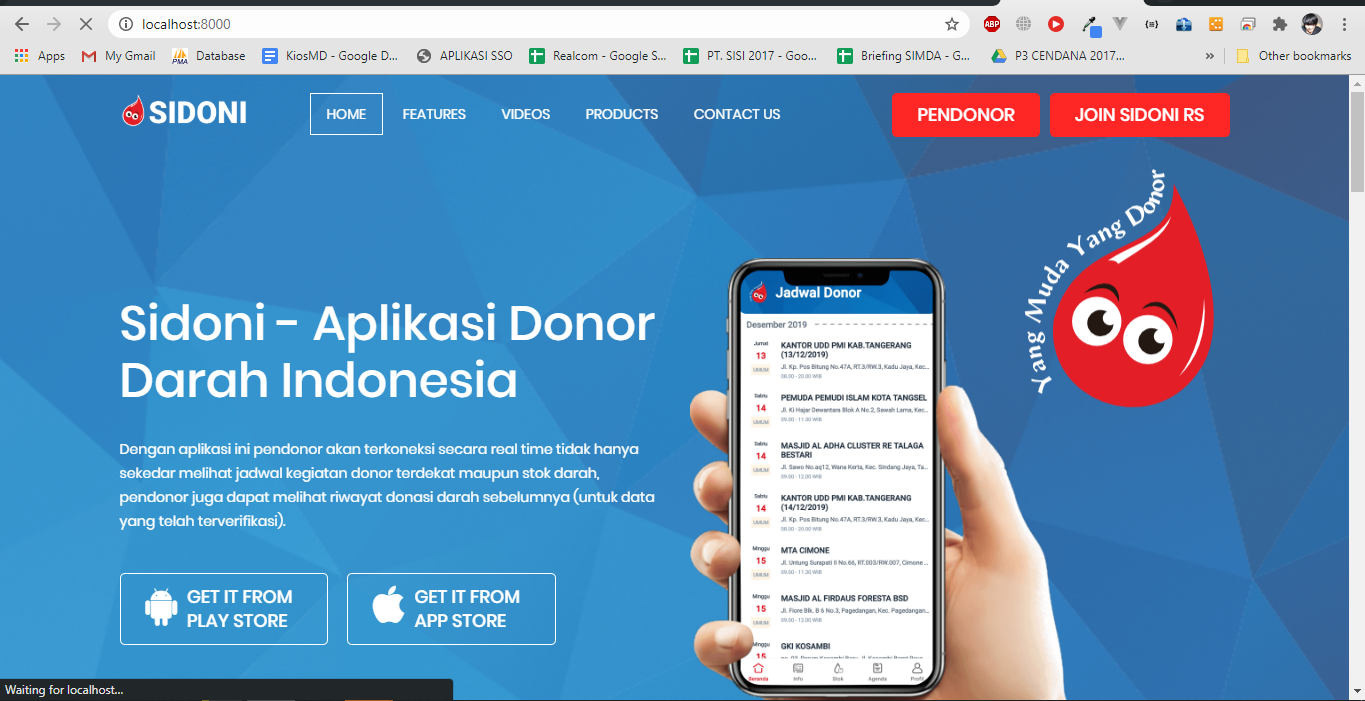 localhost:8000
ABP
Apps
My Gmail
PMA
Database
KiosMD - Google D...
APLIKASI SSO
Realcom - Google S...
PT. SISI 2017 - Goo...
Briefing SIMDA - G...
P3 CENDANA 2017...
»
Other bookmarks
SIDONI
HOME
FEATURES
VIDEOS
PRODUCTS
CONTACT US
PENDONOR
JOIN SIDONI RS
Yang Muda Yang Donor
Sidoni - Aplikasi Donor
Darah Indonesia
Dengan aplikasi ini pendonor akan terkoneksi secara real time tidak hanya
sekedar melihat jadwal kegiatan donor terdekat maupun stok darah,
pendonor juga dapat melihat riwayat donasi darah sebelumnya (untuk data
yang telah terverifikasi).
GET IT FROM
PLAY STORE
GET IT FROM
APP STORE
Jadwal Donor
Desember 2019
Jumat
13
UMUM
KANTOR UDD PMI KAB.TANGERANG
(13/12/2019)
Jl. Kp. Pos Bitung No.47A, RT.3/RW.3, Kadu Jaya, Kec...
08.00 - 20.00 WIB
Sabtu
14
UMUM
PEMUDA PEMUDI ISLAM KOTA TANGSEL
Jl. Ki Hajar Dewantara Blok A No.2, Sawah Lama, Kec...
09.00 - 11.30 WIB
Sabtu
14
UMUM
MASJID AL ADHA CLUSTER RE TALAGA
BESTARI
Jl. Sawo No.aq12, Wana Kerta, Kec. Sindang Jaya, Ta...
09.00 - 12.00 WIB
Sabtu
14
UMUM
KANTOR UDD PMI KAB.TANGERANG
(14/12/2019)
Jl. Kp. Pos Bitung No.47A, RT.3/RW.3, Kadu Jaya, Kec...
08.00 - 20.00 WIB
Minggu
15
UMUM
MTA CIMONE
Jl. Untung Surapati II No.66, RT.003/RW.007, Cimone ...
09.00 - 11.30 WIB
Minggu
15
UMUM
MASJID AL FIRDAUS FORESTA BSD
Jl. Fiore Blk. B 6 No.3, Pagedangan, Kec. Pagedangan...
09.00 - 12.00 WIB
Minggu
15
GKI KOSAMBI
Beranda
Info
Stok
Agenda
Profil
Waiting for localhost...